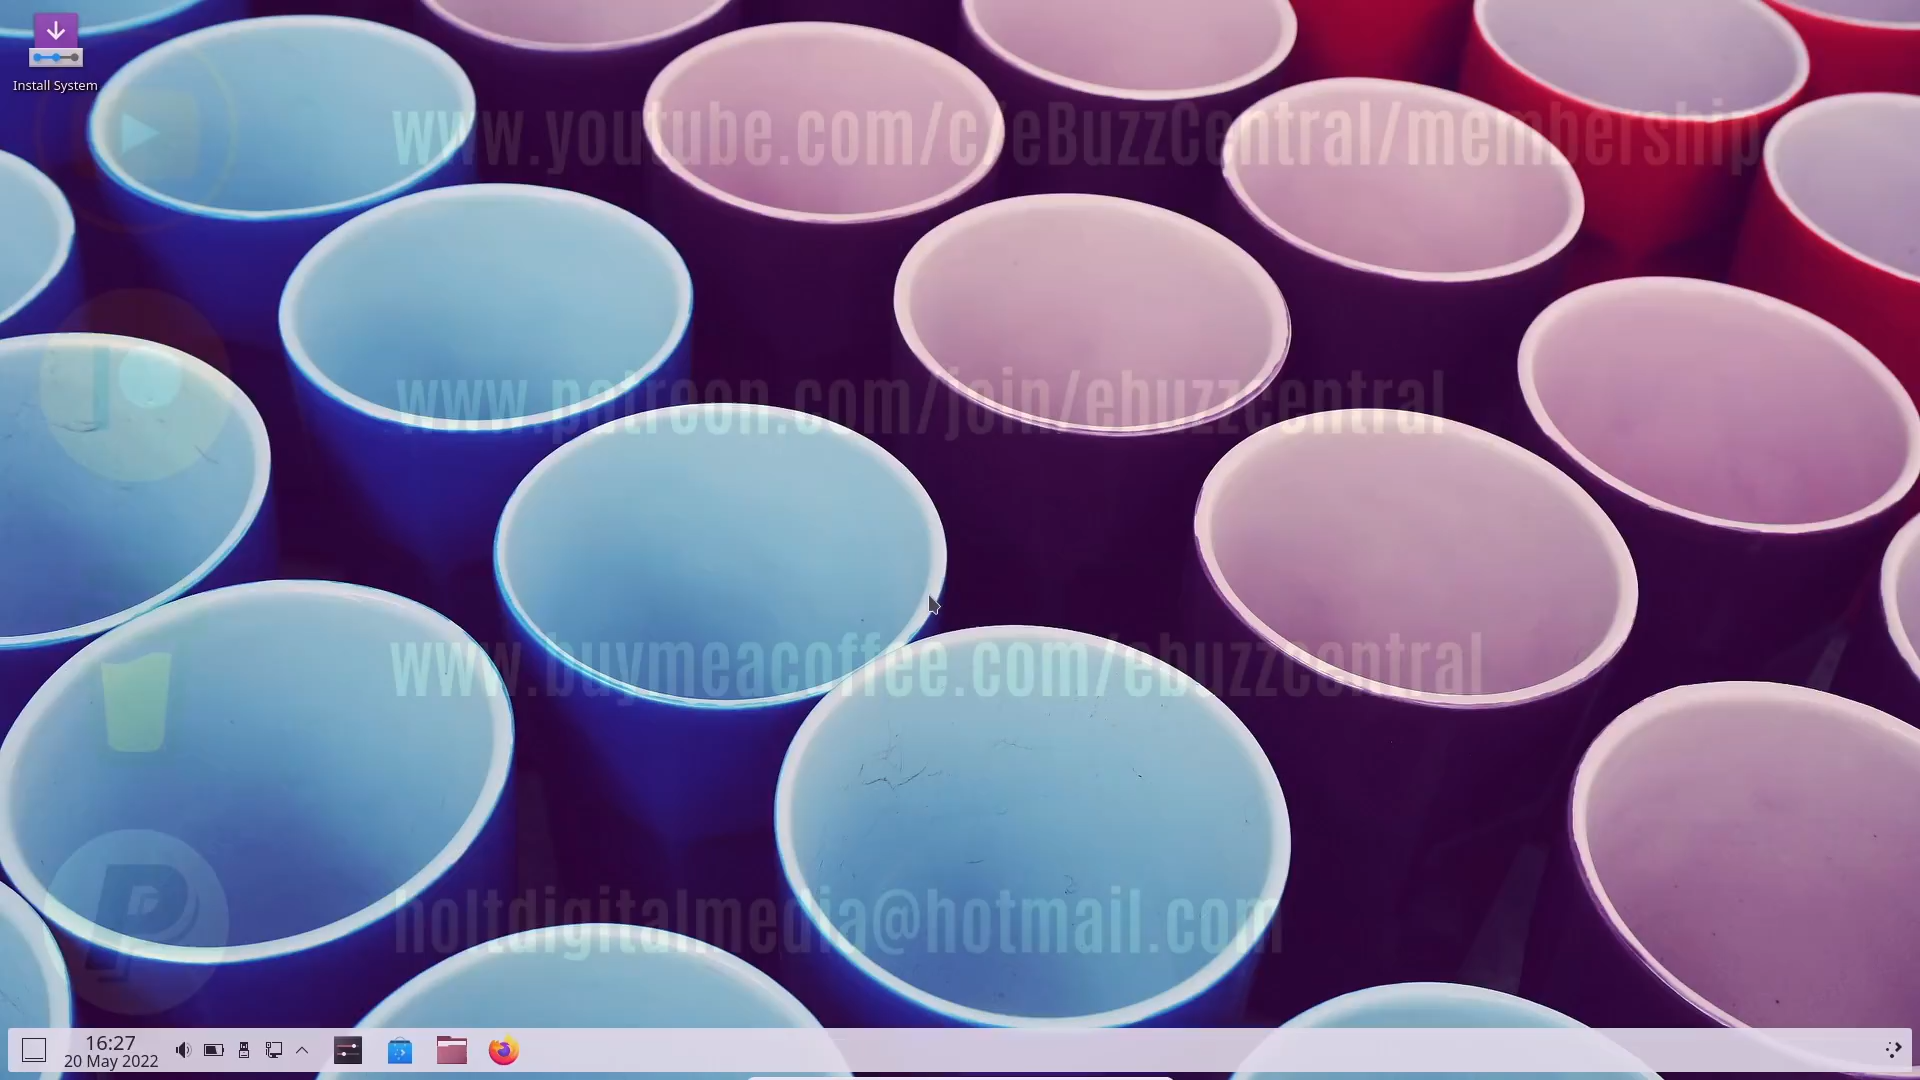 Install System
www.youtube.com/c/eBuzzCentral/membership
www.patreon.com/join/ebuzzcentral
www.buymeacoffee.com/ebuzzcentral
holtdigitalmedia@hotmail.com
16:27
20 May 2022